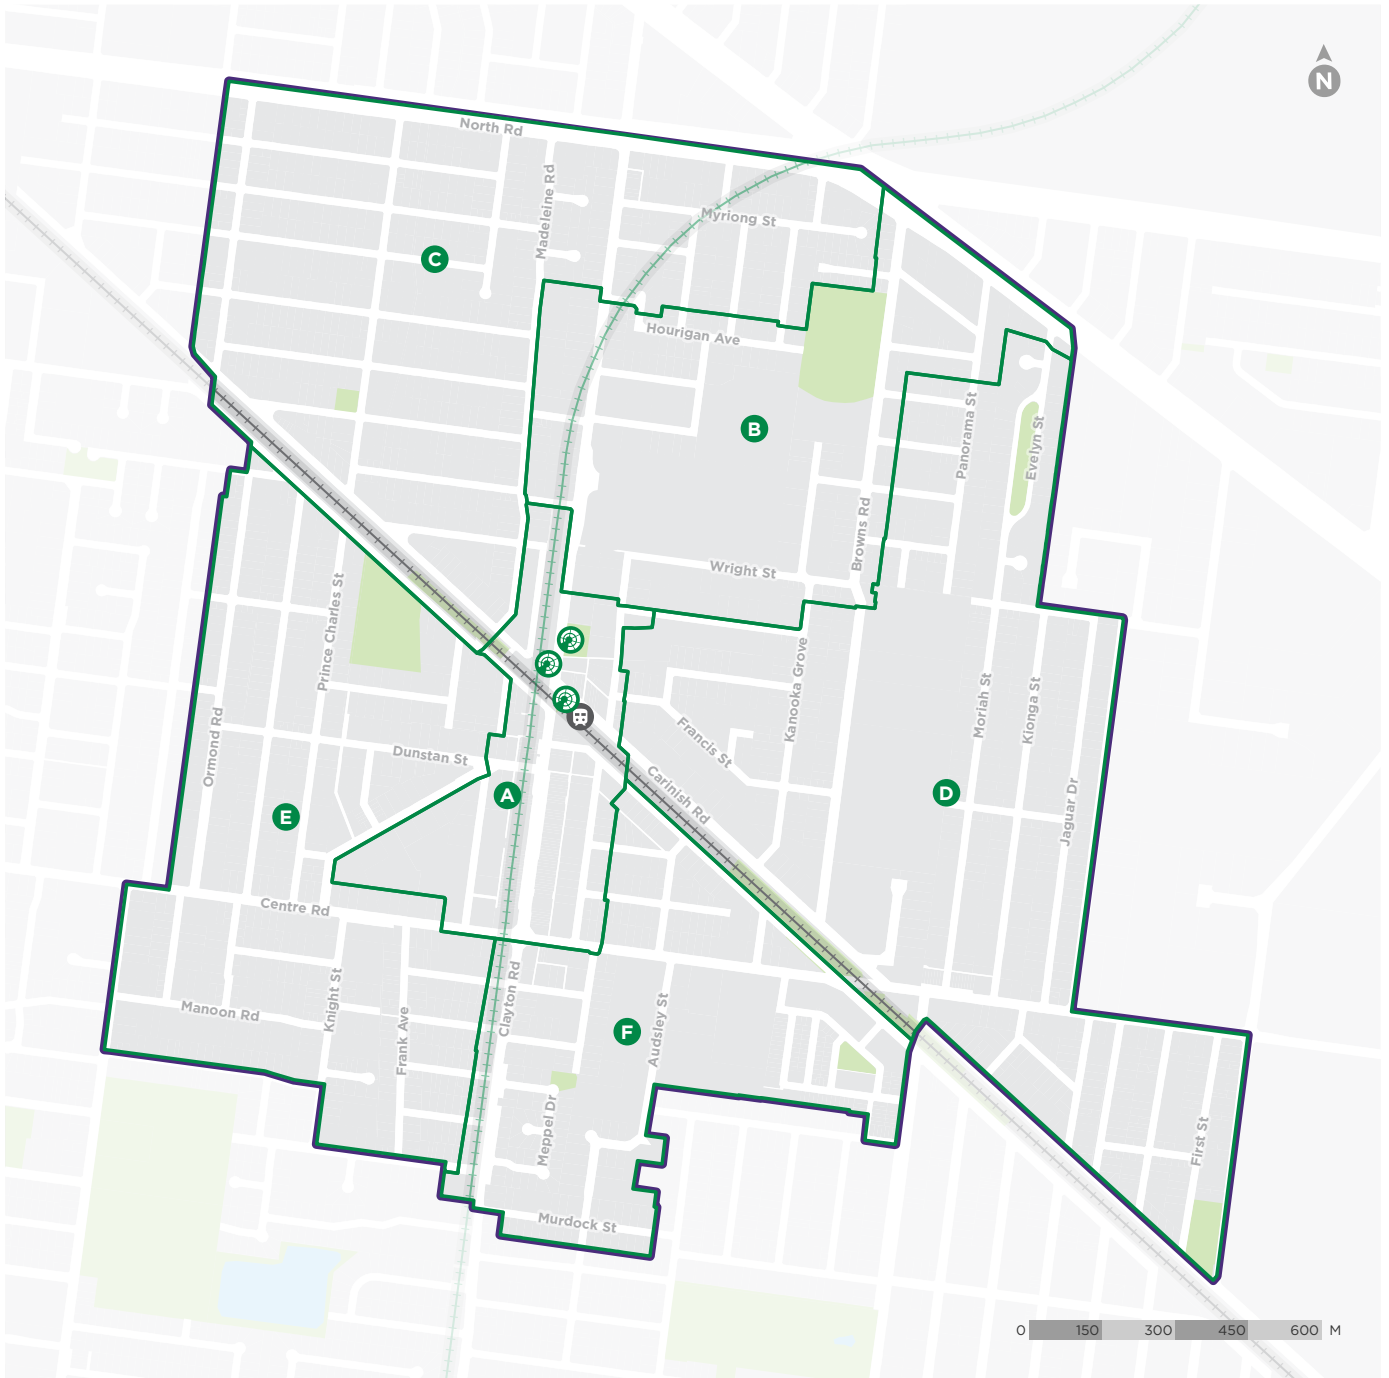 N
North Rd
Madeleine Rd
Myriong St
C
Hourigan Ave
B
Panorama St
Evelyn St
Browns Rd
Wright St
Prince Charles St
Kanooka Grove
Moriah St
Kionga St
Ormond Rd
Francis St
Dunstan St
Carinish Rd
A
D
E
Jaguar Dr
Centre Rd
Clayton Rd
Knight St
Manoon Rd
Frank Ave
F
Audsley St
Meppel Dr
First St
Murdock St
0 150 300 450 600 M